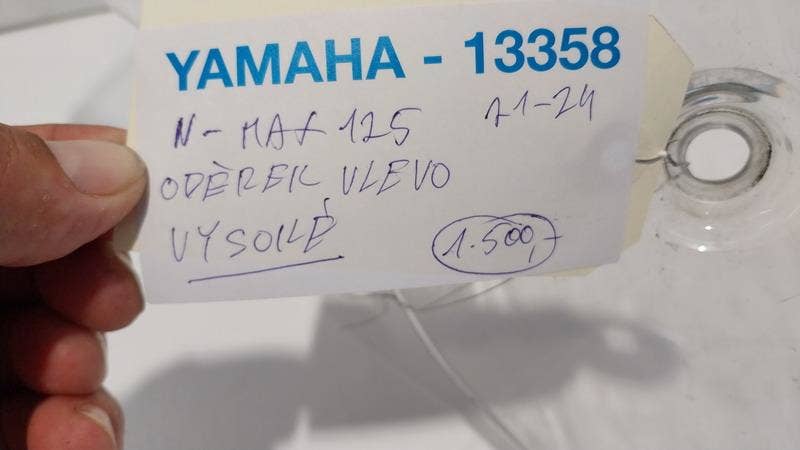 YAMAHA - 13358
N-MAX 125 21-24
ODĚREK VLEVO
VYSOKÉ 1.500,-